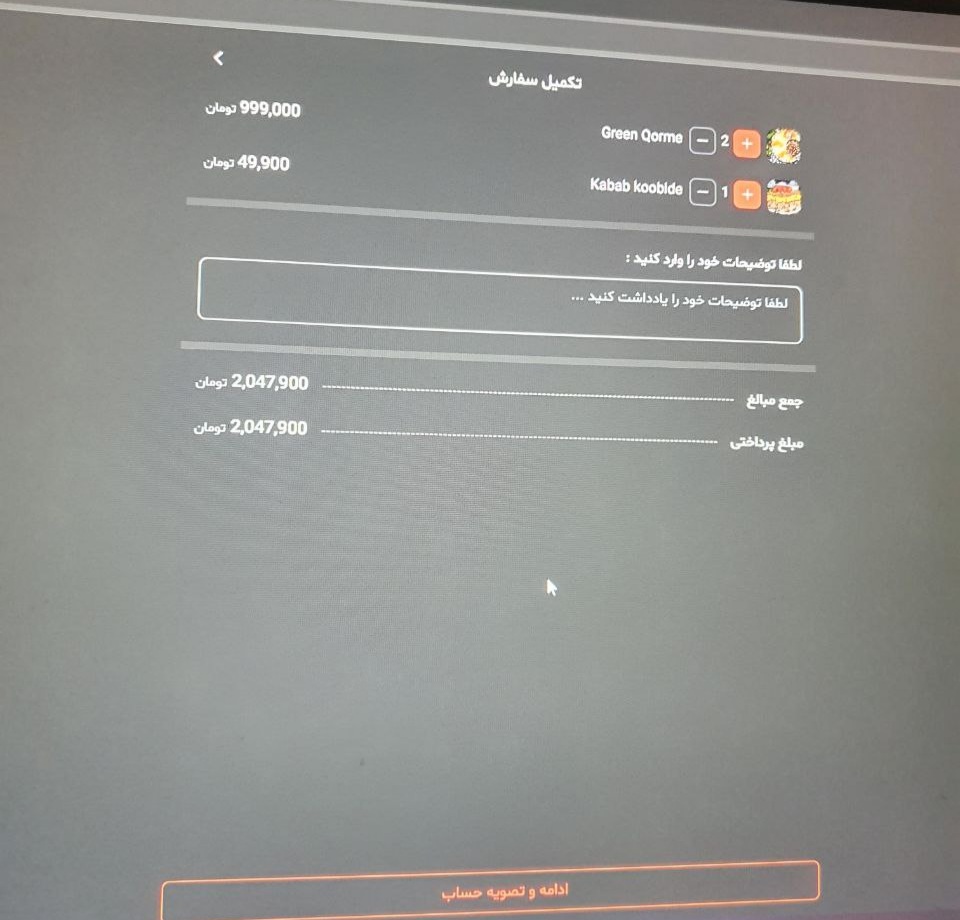 تکمیل سفارش
Green Qorme 2 999,000 تومان
Kabab koobide 1 49,900 تومان
لطفا توضیحات خود را وارد کنید :
لطفا توضیحات خود را یادداشت کنید ...
جمع مبالغ 2,047,900 تومان
مبلغ پرداختی 2,047,900 تومان
ادامه و تصویه حساب